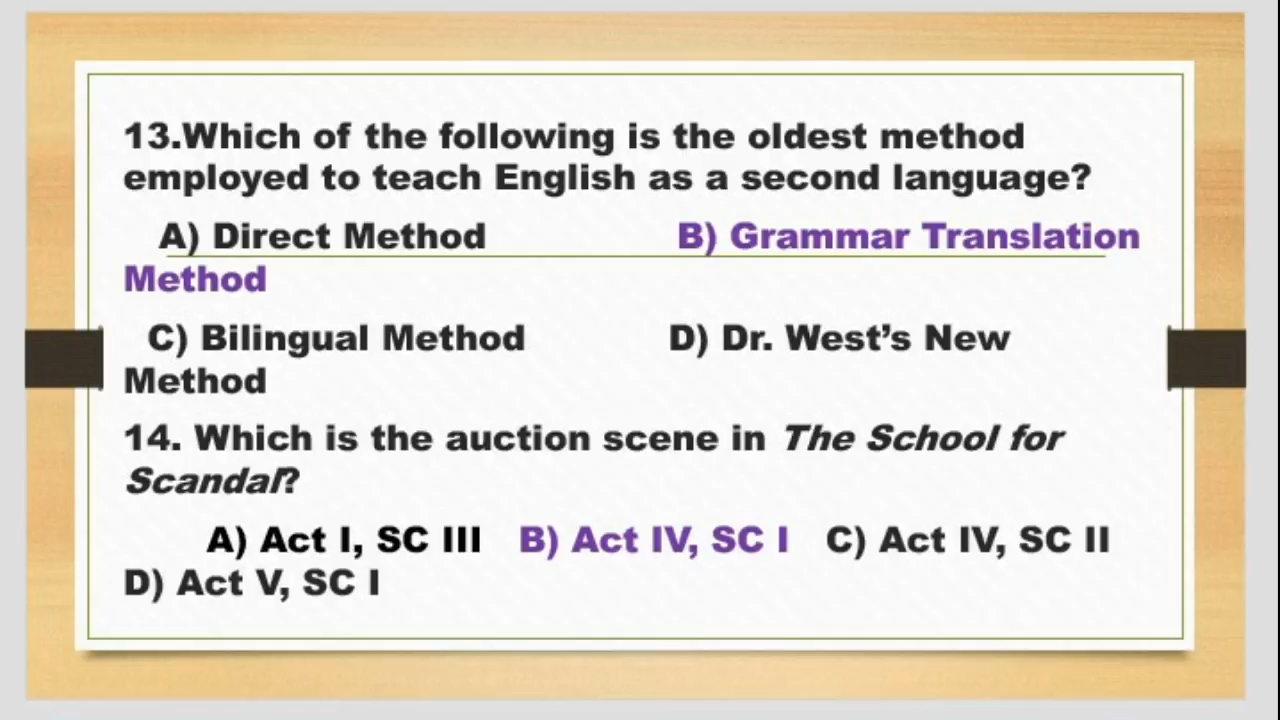 13.Which of the following is the oldest method
employed to teach English as a second language?
A) Direct Method B) Grammar Translation
Method
C) Bilingual Method D) Dr. West’s New
Method
14. Which is the auction scene in The School for
Scandal?
A) Act I, SC III B) Act IV, SC I C) Act IV, SC II
D) Act V, SC I